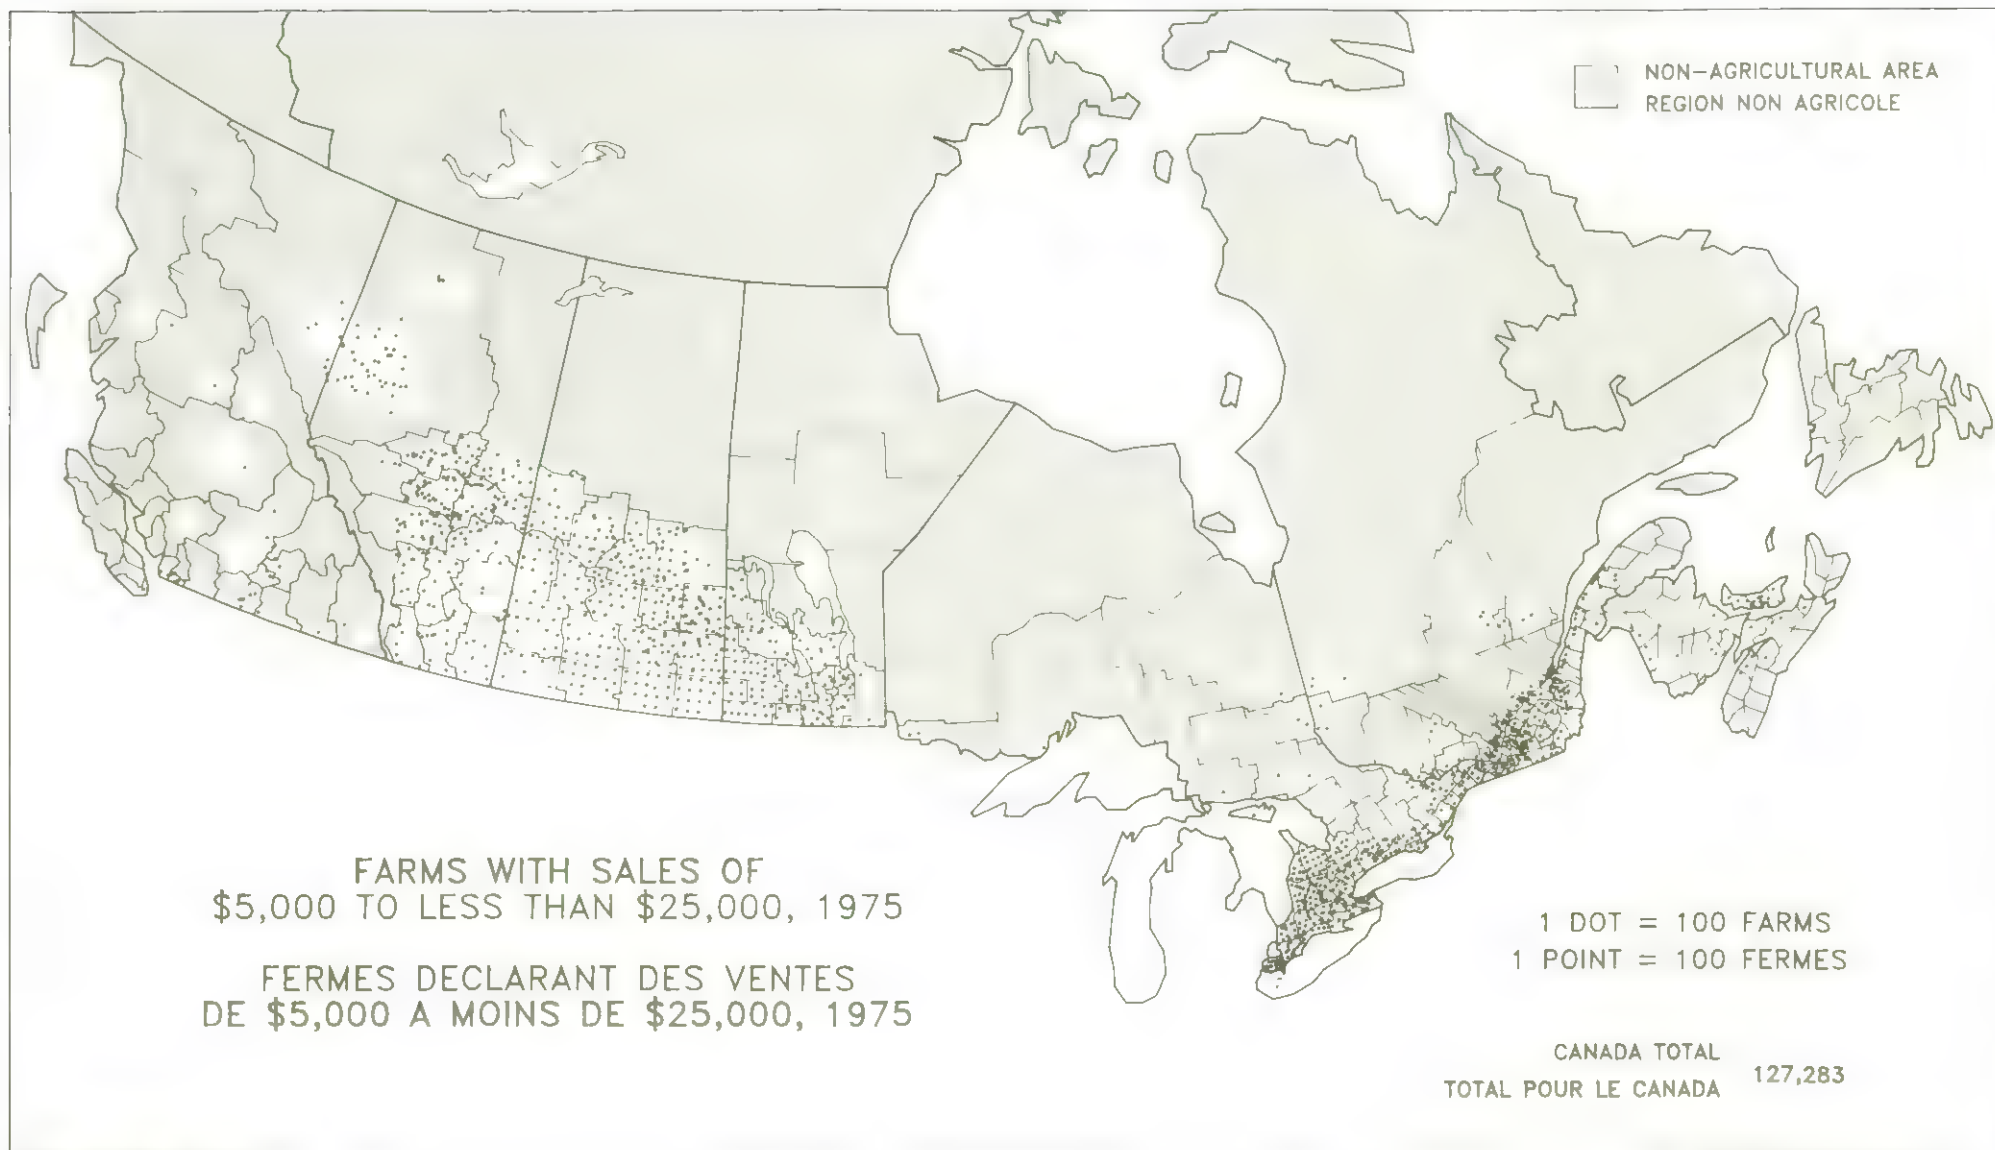 NON-AGRICULTURAL AREA
REGION NON AGRICOLE
FARMS WITH SALES OF
$5,000 TO LESS THAN $25,000, 1975
FERMES DECLARANT DES VENTES
DE $5,000 A MOINS DE $25,000, 1975
1 DOT = 100 FARMS
1 POINT = 100 FERMES
CANADA TOTAL
TOTAL POUR LE CANADA
127,283